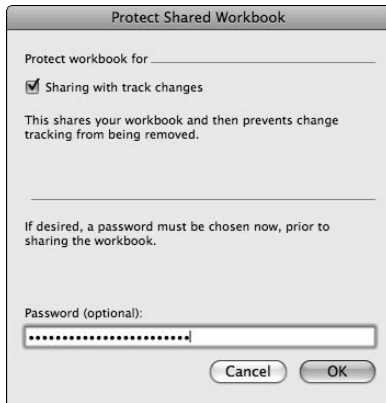 Protect Shared Workbook
Protect workbook for
Sharing with track changes
This shares your workbook and then prevents change
tracking from being removed.
If desired, a password must be chosen now, prior to
sharing the workbook.
Password (optional):
••••••••••••••••••••••••
Cancel
OK